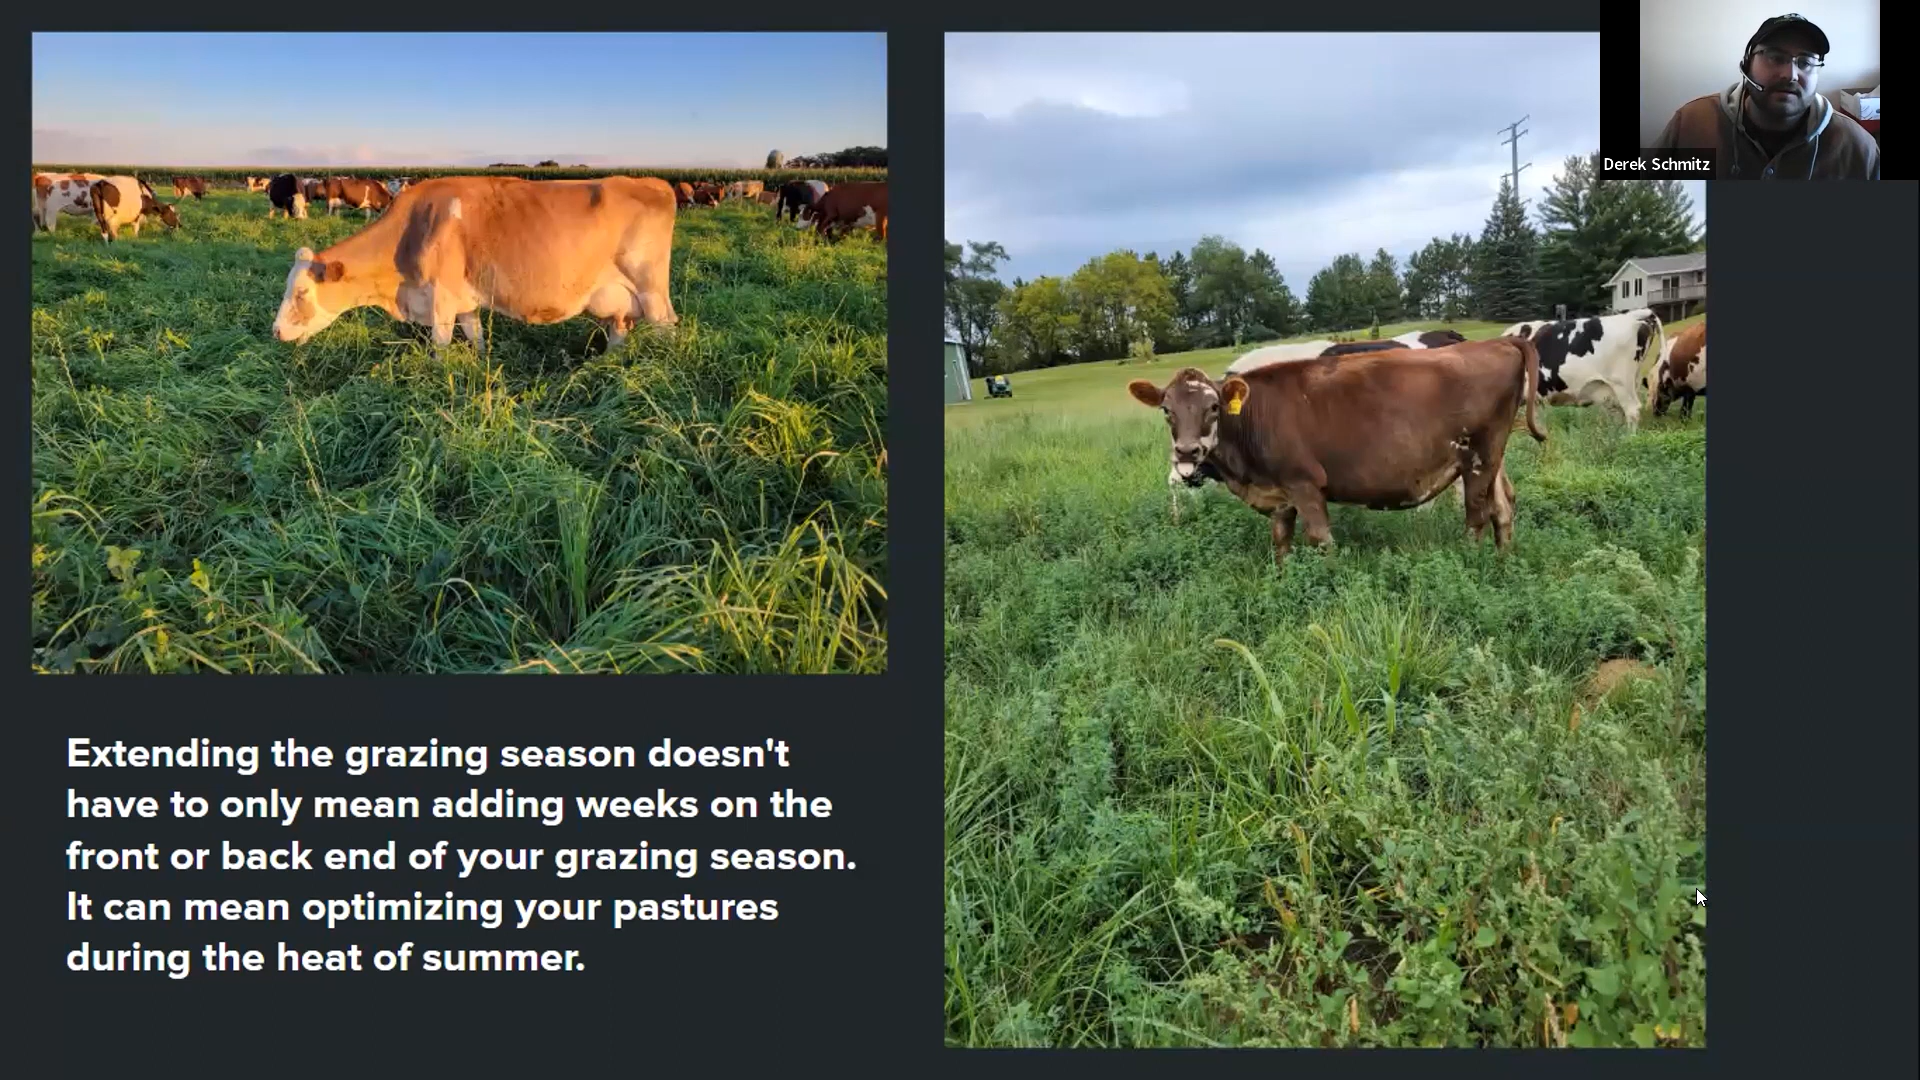 Derek Schmitz
Extending the grazing season doesn't
have to only mean adding weeks on the
front or back end of your grazing season.
It can mean optimizing your pastures
during the heat of summer.